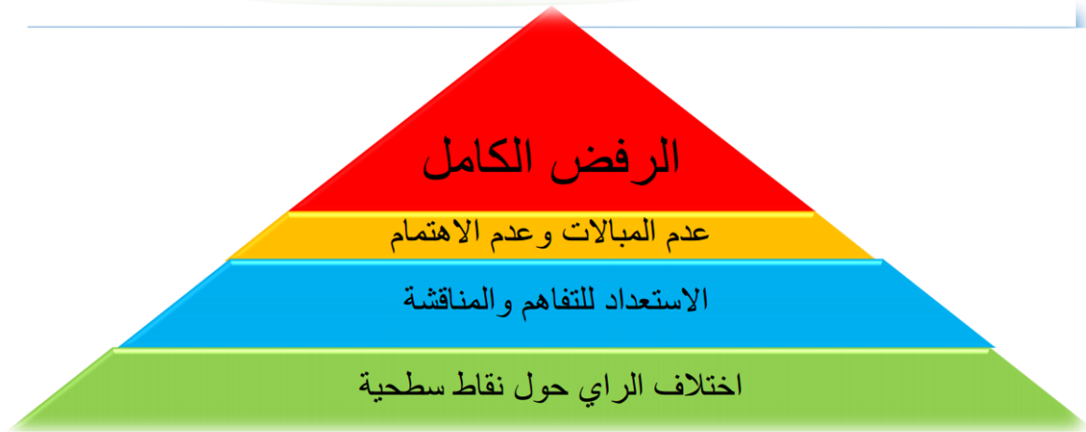 الرفض الكامل
عدم المبالات وعدم الاهتمام
الاستعداد للتفاهم والمناقشة
اختلاف الراي حول نقاط سطحية